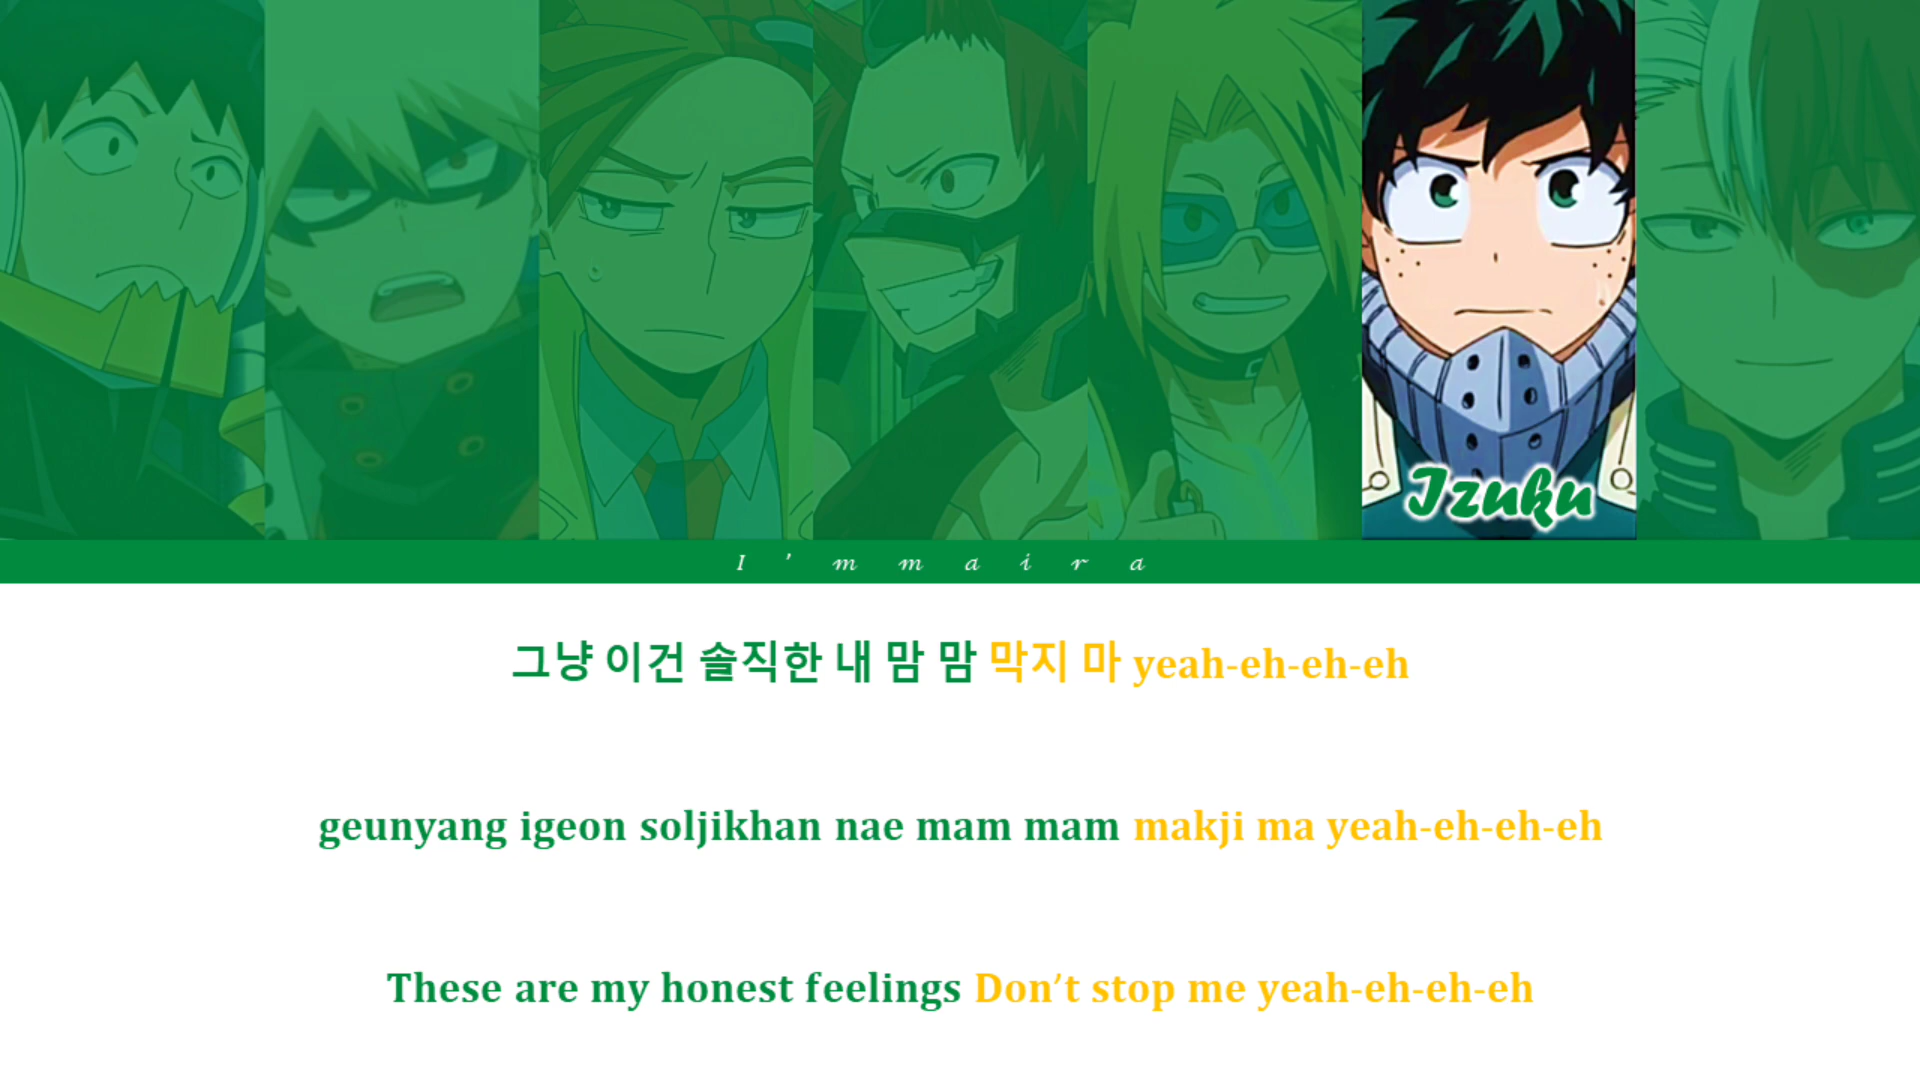 Izuku
I'm maira
그냥 이건 솔직한 내 맘 맘 막지 마 yeah-eh-eh-eh
geunyang igeon soljikhan nae mam mam makji ma yeah-eh-eh-eh
These are my honest feelings Don't stop me yeah-eh-eh-eh